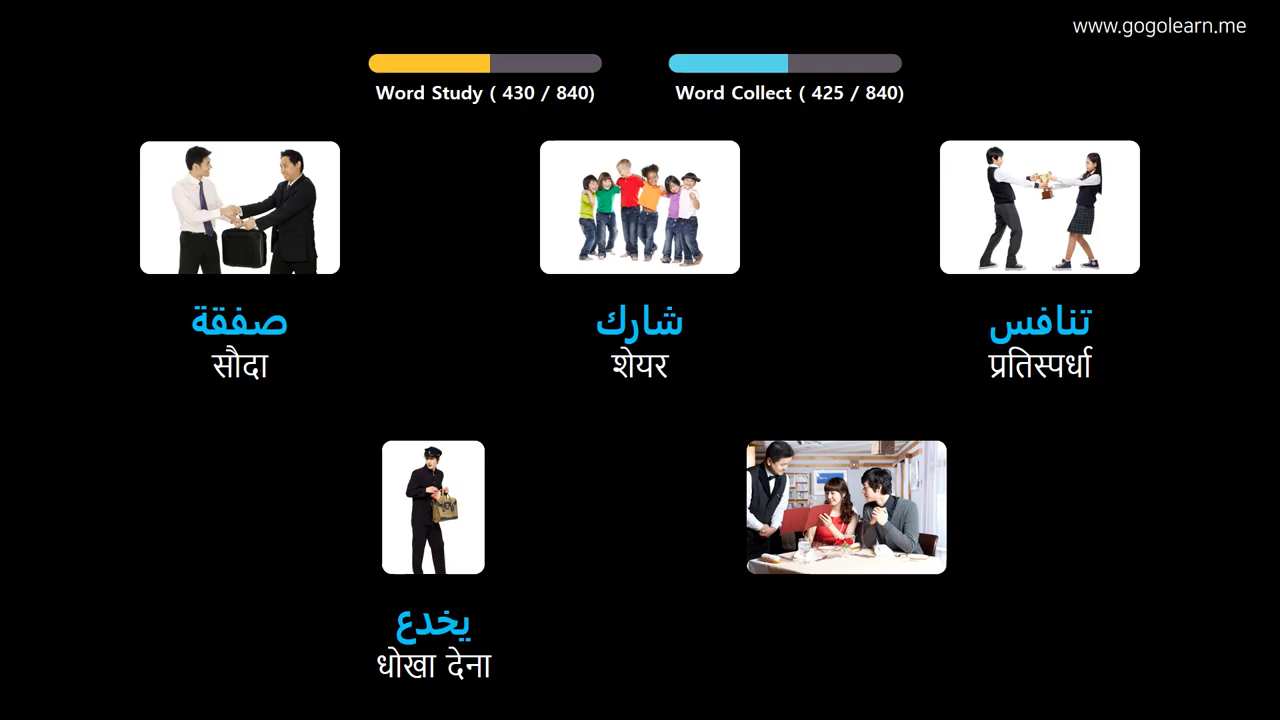 www.gogolearn.me
Word Study ( 430 / 840)
Word Collect ( 425 / 840)
صفقة
सौदा
شارك
शेयर
تنافس
प्रतिस्पर्धा
يخدع
धोखा देना